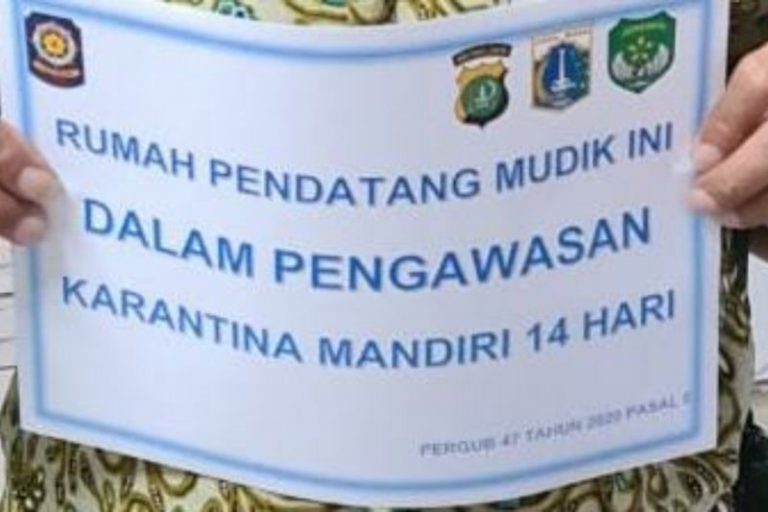 RUMAH PENDATANG MUDIK INI
DALAM PENGAWASAN
KARANTINA MANDIRI 14 HARI
PERGUB 47 TAHUN 2020 PASAL